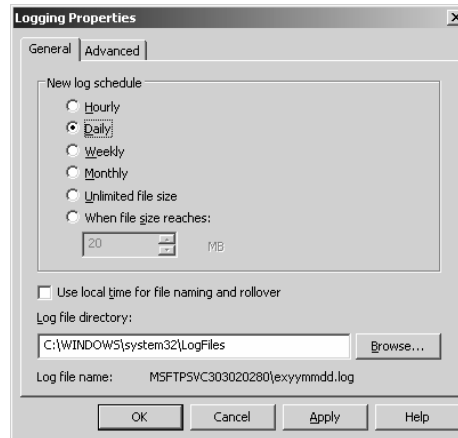 Logging Properties
General Advanced
New log schedule
Hourly
Daily
Weekly
Monthly
Unlimited file size
When file size reaches:
20 MB
Use local time for file naming and rollover
Log file directory:
C:\WINDOWS\system32\LogFiles Browse...
Log file name: MSFTPSVC303020280\exyymmdd.log
OK Cancel Apply Help